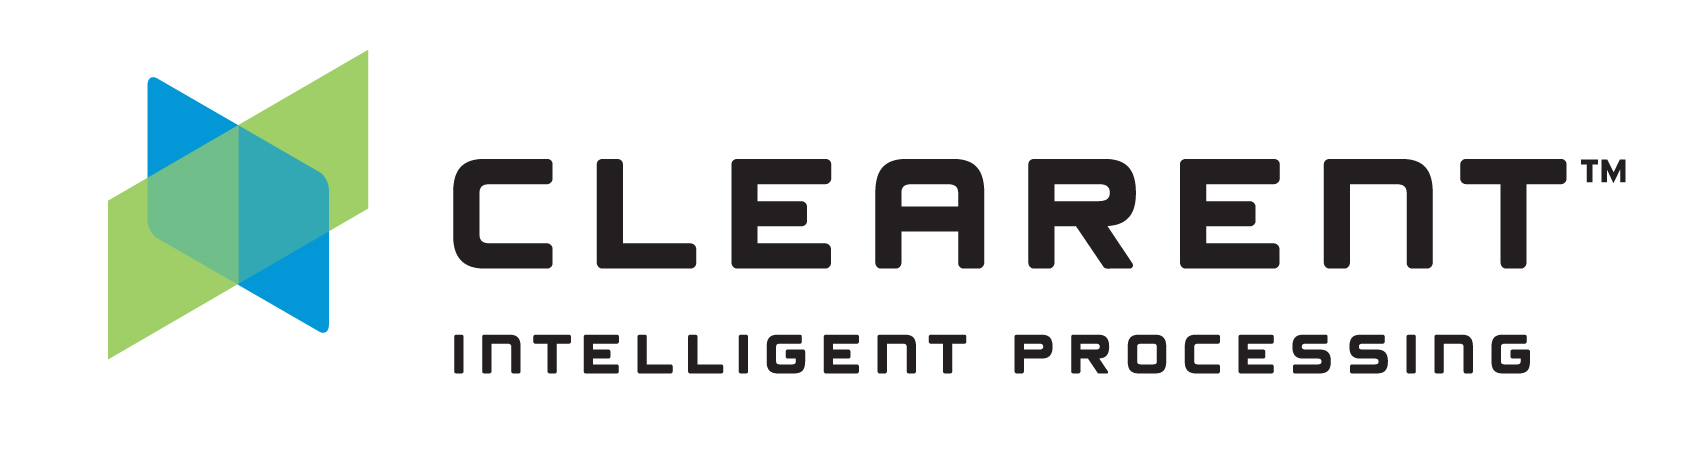 CLEARENT™
INTELLIGENT PROCESSING